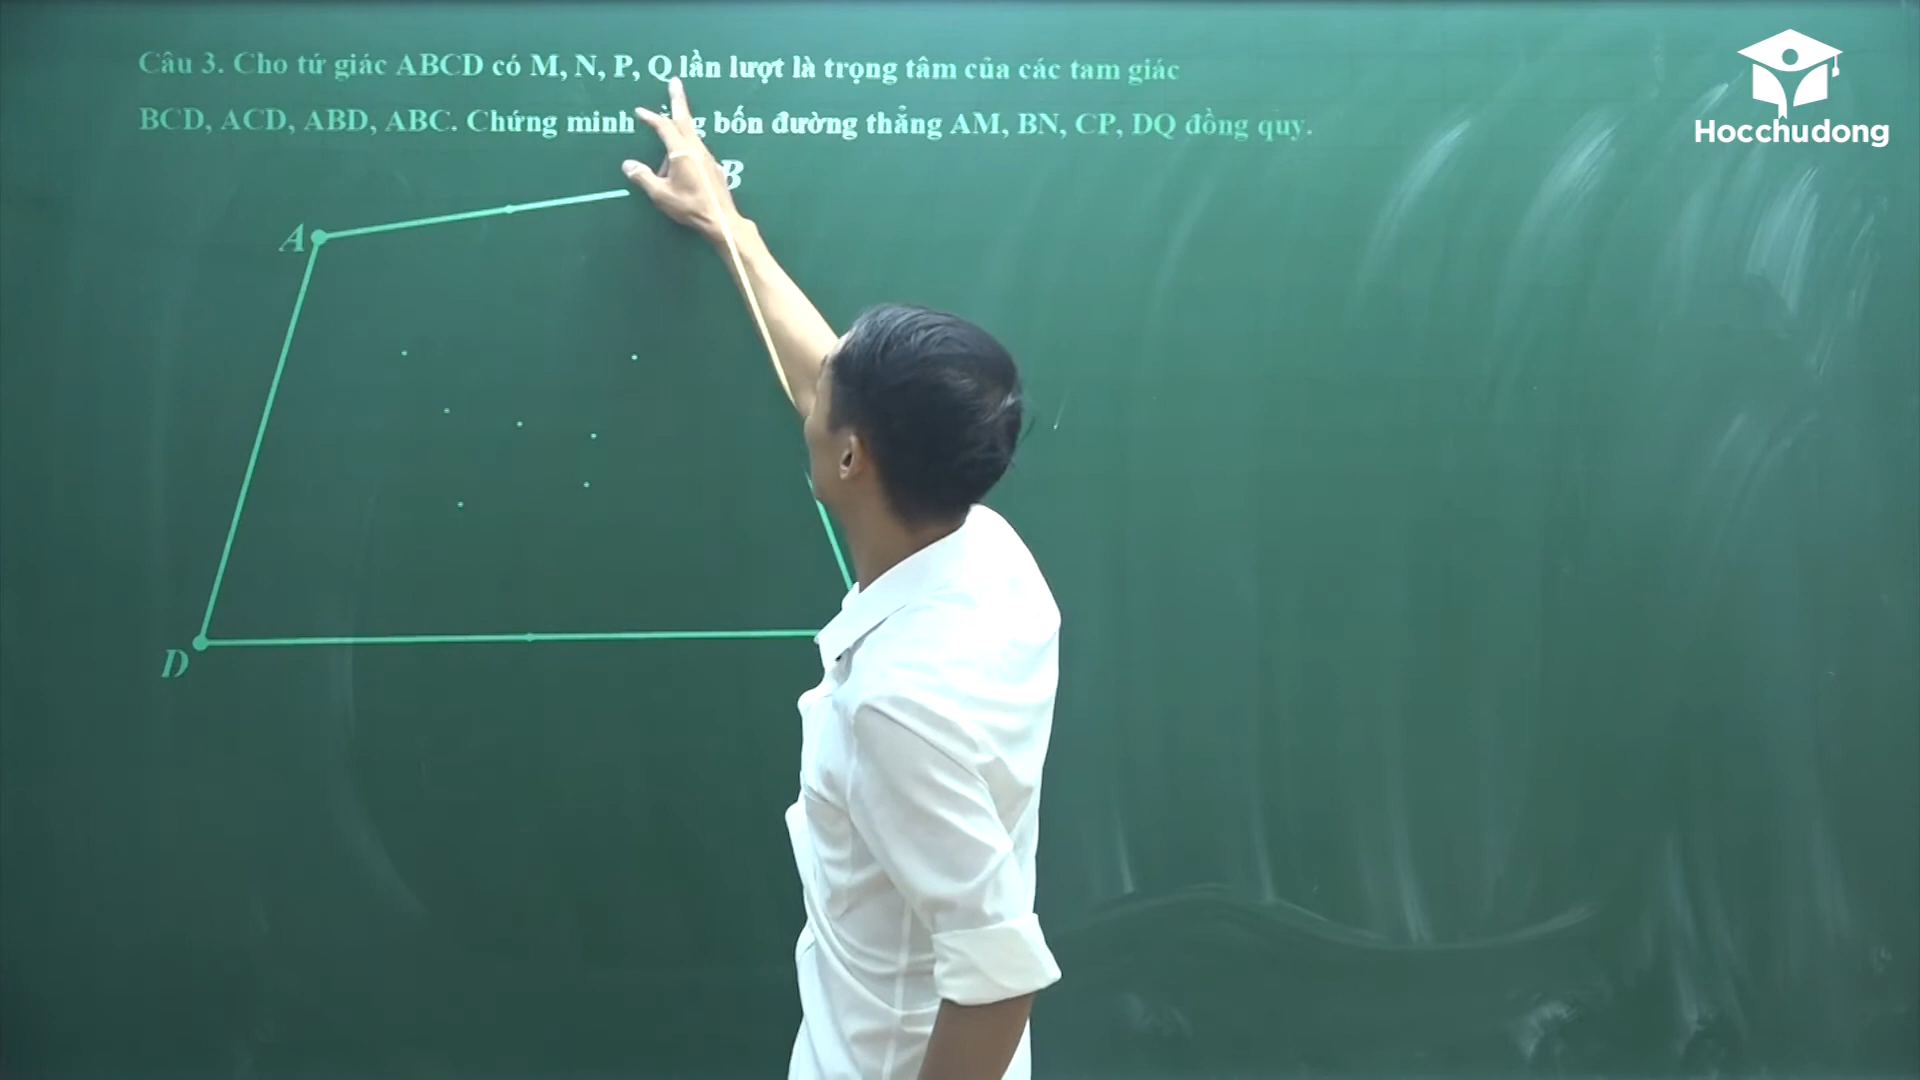 Câu 3. Cho tứ giác ABCD có M, N, P, Q lần lượt là trọng tâm của các tam giác
BCD, ACD, ABD, ABC. Chứng minh bốn đường thẳng AM, BN, CP, DQ đồng quy.
Hocchudong
B
A
D